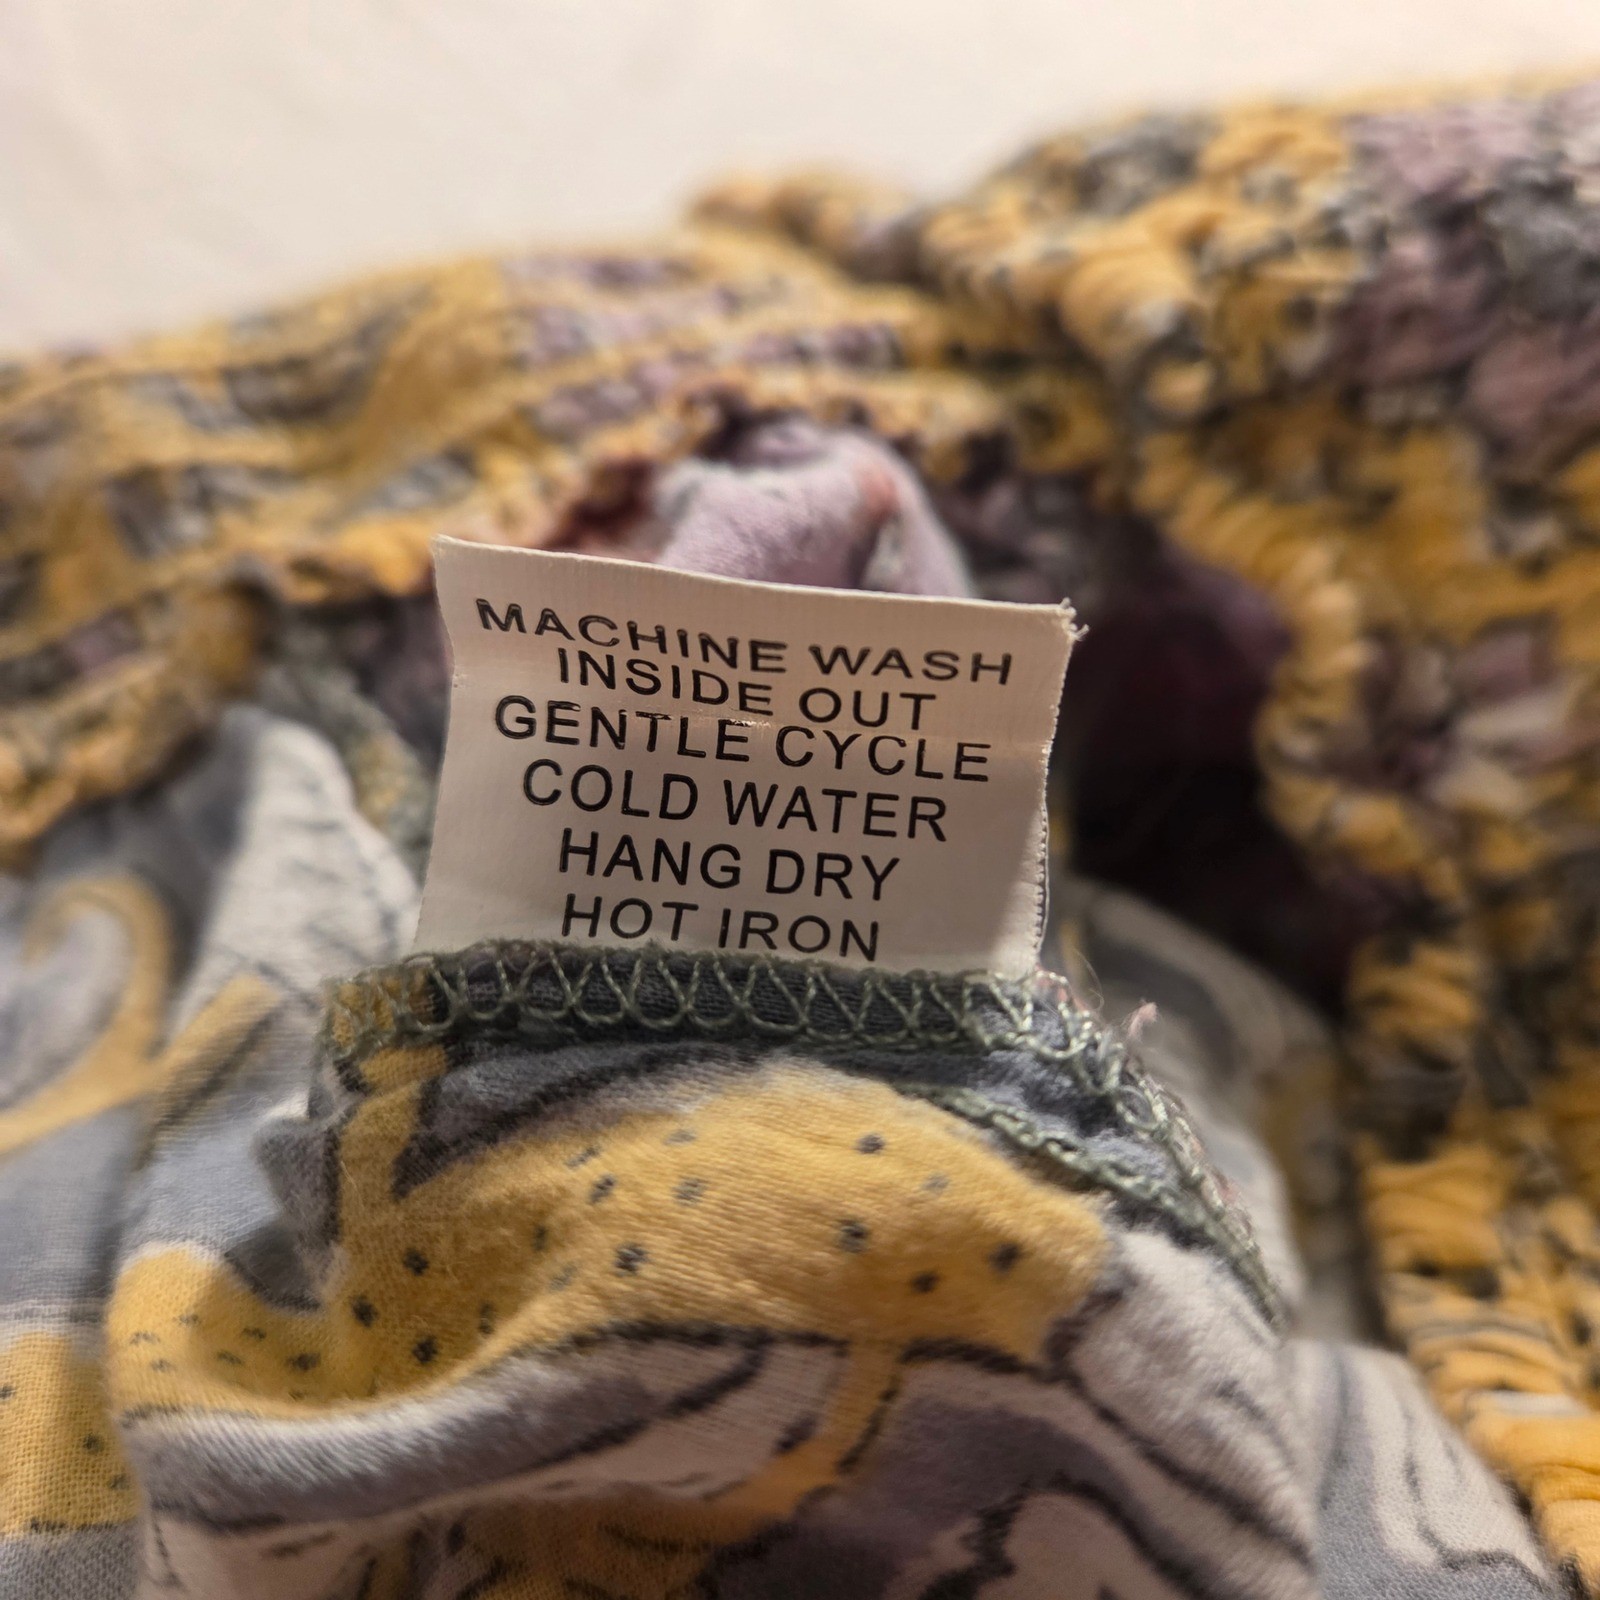 MACHINE WASH
INSIDE OUT
GENTLE CYCLE
COLD WATER
HANG DRY
HOT IRON